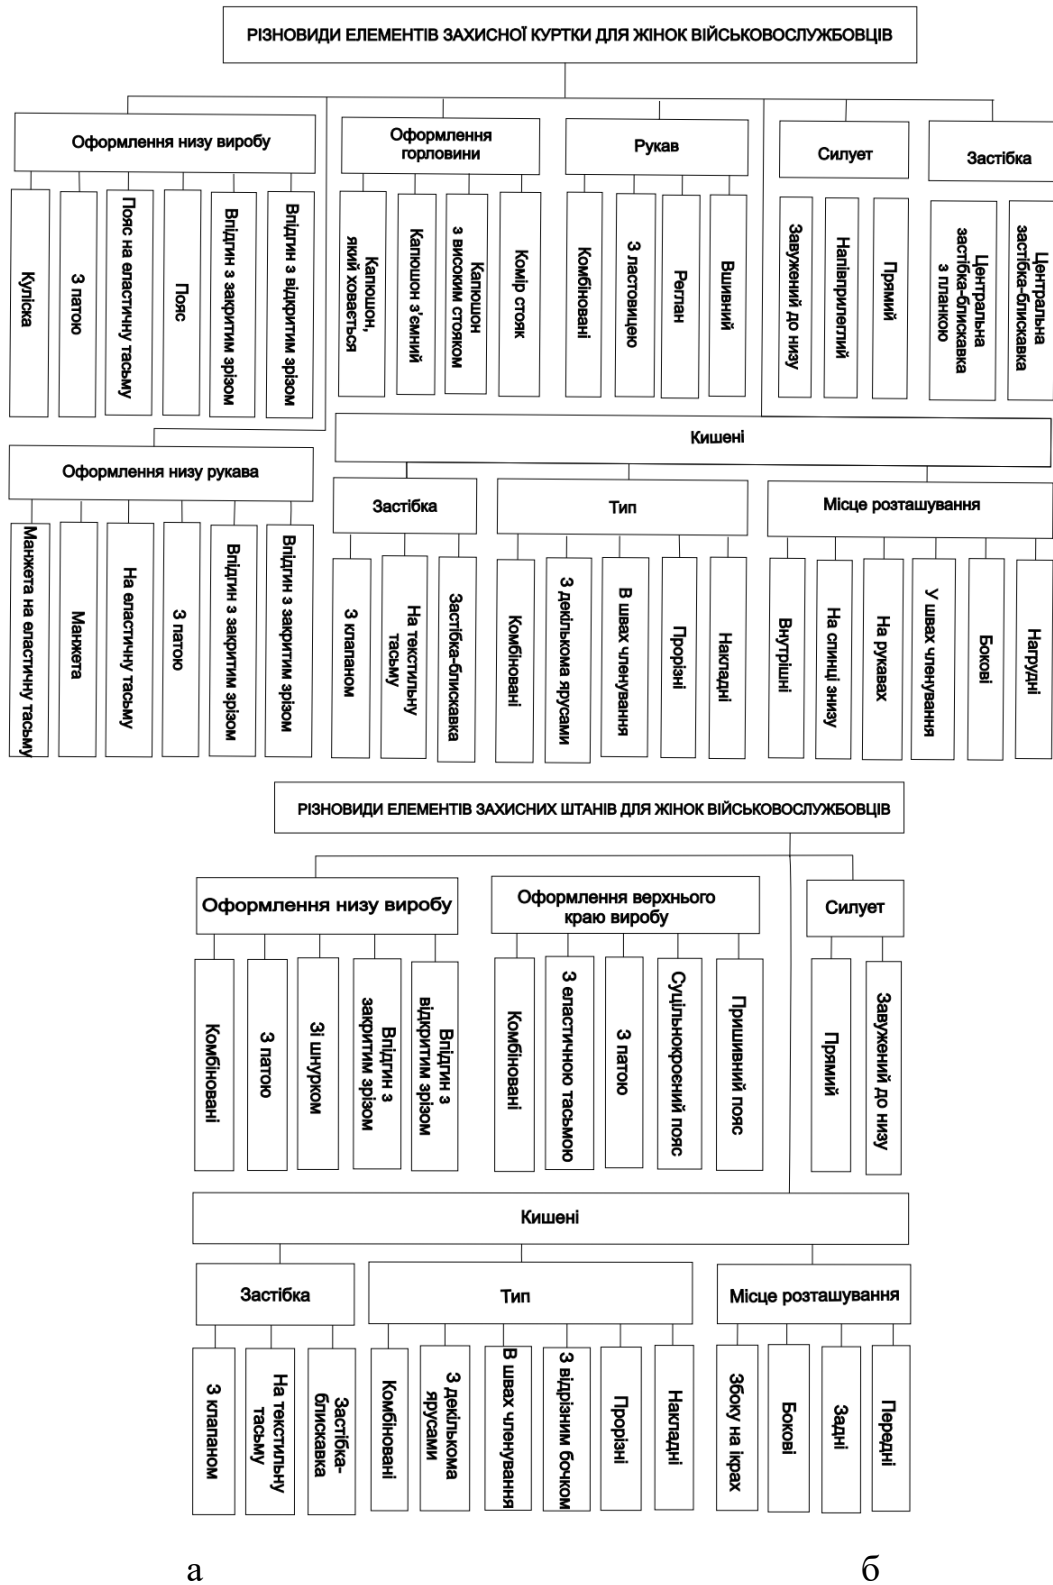 РІЗНОВИДИ ЕЛЕМЕНТІВ ЗАХИСНОЇ КУРТКИ ДЛЯ ЖІНОК ВІЙСЬКОВОСЛУЖБОВЦІВ
Оформлення низу виробу
Куліска
З патою
Пояс на еластичну тасьму
Пояс
Впідгин з закритим зрізом
Впідгин з відкритим зрізом
Оформлення
горловини
Капюшон,
який ховається
Капюшон з'ємний
Капюшон
з високим стояком
Комір стояк
Рукав
Комбіновані
З ластовицею
Реглан
Вшивний
Силует
Завужений до низу
Напівприлеглий
Прямий
Застібка
Центральна
застібка-блискавка
з планкою
Центральна
застібка-блискавка
Оформлення низу рукава
Манжета на еластичну тасьму
Манжета
На еластичну тасьму
З патою
Впідгин з закритим зрізом
Впідгин з закритим зрізом
Кишені
Застібка
З клапаном
На текстильну
тасьму
Застібка-блискавка
Тип
Комбіновані
З декількома ярусами
В швах членування
Прорізні
Накладні
Місце розташування
Внутрішні
На спинці знизу
На рукавах
У швах членування
Бокові
Нагрудні
РІЗНОВИДИ ЕЛЕМЕНТІВ ЗАХИСНИХ ШТАНІВ ДЛЯ ЖІНОК ВІЙСЬКОВОСЛУЖБОВЦІВ
Оформлення низу виробу
Комбіновані
З патою
Зі шнурком
Впідгин з
закритим зрізом
Впідгин з
відкритим зрізом
Оформлення верхнього
краю виробу
Комбіновані
З еластичною тасьмою
З патою
Суцільнокроєний пояс
Пришивний пояс
Силует
Прямий
Завужений до низу
Кишені
Застібка
З клапаном
На текстильну
тасьму
Застібка-
блискавка
Тип
Комбіновані
З декількома
ярусами
В швах членування
З відрізним бочком
Прорізні
Накладні
Місце розташування
Збоку на ікрах
Бокові
Задні
Передні
а
б